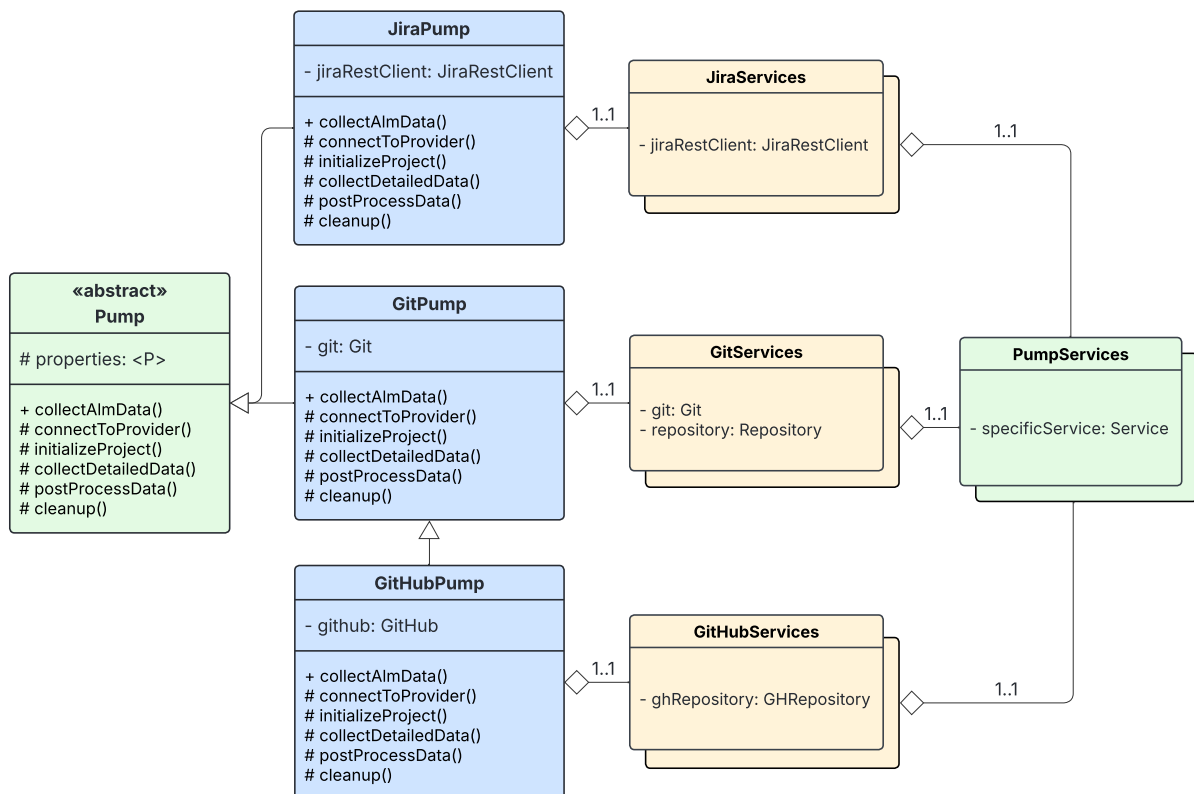 JiraPump
- jiraRestClient: JiraRestClient
+ collectAlmData()
# connectToProvider()
# initializeProject()
# collectDetailedData()
# postProcessData()
# cleanup()
1..1
JiraServices
- jiraRestClient: JiraRestClient
1..1
«abstract»
Pump
# properties: <P>
+ collectAlmData()
# connectToProvider()
# initializeProject()
# collectDetailedData()
# postProcessData()
# cleanup()
GitPump
- git: Git
+ collectAlmData()
# connectToProvider()
# initializeProject()
# collectDetailedData()
# postProcessData()
# cleanup()
1..1
GitServices
- git: Git
- repository: Repository
1..1
PumpServices
- specificService: Service
GitHubPump
- github: GitHub
+ collectAlmData()
# connectToProvider()
# initializeProject()
# collectDetailedData()
# postProcessData()
# cleanup()
1..1
GitHubServices
- ghRepository: GHRepository
1..1